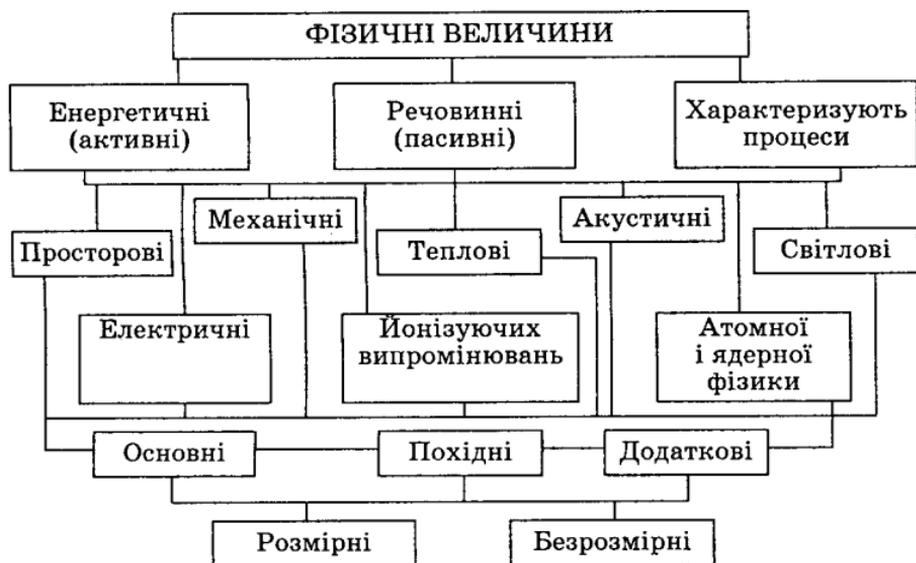 ФІЗИЧНІ ВЕЛИЧИНИ
Енергетичні
(активні)
Речовинні
(пасивні)
Характеризують
процеси
Механічні
Акустичні
Просторові
Теплові
Світлові
Електричні
Йонізуючих
випромінювань
Атомної
і ядерної
фізики
Основні
Похідні
Додаткові
Розмірні
Безрозмірні